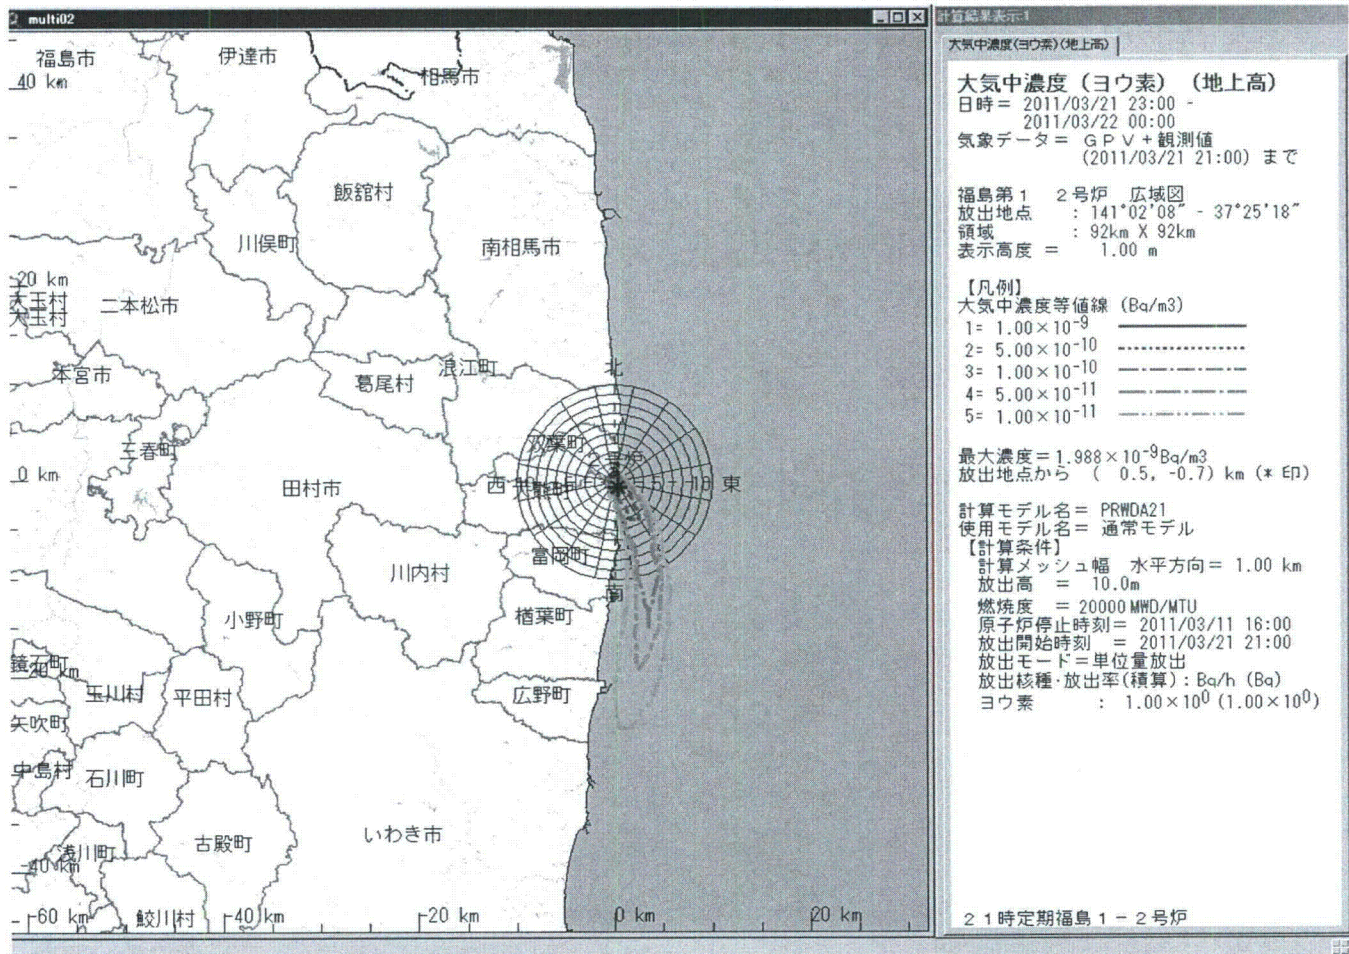 multi02
福島市
伊達市
相馬市
40 km
飯舘村
川俣町
南相馬市
20 km
大玉村
大玉村
二本松市
本宮市
葛尾村
浪江町
北
三春町
双葉町
0 km
田村市
西
東
富岡町
川内村
南
楢葉町
小野町
鏡石町
玉川村
平田村
広野町
矢吹町
中島村
石川町
いわき市
古殿町
浅川町
-40 km
鮫川村
-60 km
-40 km
-20 km
0 km
20 km
計算結果表示:1
大気中濃度(ヨウ素)(地上高)
大気中濃度(ヨウ素) (地上高)
日時= 2011/03/21 23:00 -
2011/03/22 00:00
気象データ= GPV+観測値
(2011/03/21 21:00) まで
福島第1 2号炉 広域図
放出地点 : 141°02'08" - 37°25'18"
領域 : 92km X 92km
表示高度 = 1.00 m
【凡例】
大気中濃度等値線 (Bq/m3)
1= 1.00×10-9
2= 5.00×10-10
3= 1.00×10-10
4= 5.00×10-11
5= 1.00×10-11
最大濃度=1.988×10-9Bq/m3
放出地点から ( 0.5, -0.7) km (* 印)
計算モデル名= PRWDA21
使用モデル名= 通常モデル
【計算条件】
計算メッシュ幅 水平方向= 1.00 km
放出高 = 10.0m
燃焼度 = 20000MWD/MTU
原子炉停止時刻= 2011/03/11 16:00
放出開始時刻 = 2011/03/21 21:00
放出モード=単位量放出
放出核種・放出率(積算):Bq/h (Bq)
ヨウ素 : 1.00×100 (1.00×100)
21時定期福島1-2号炉